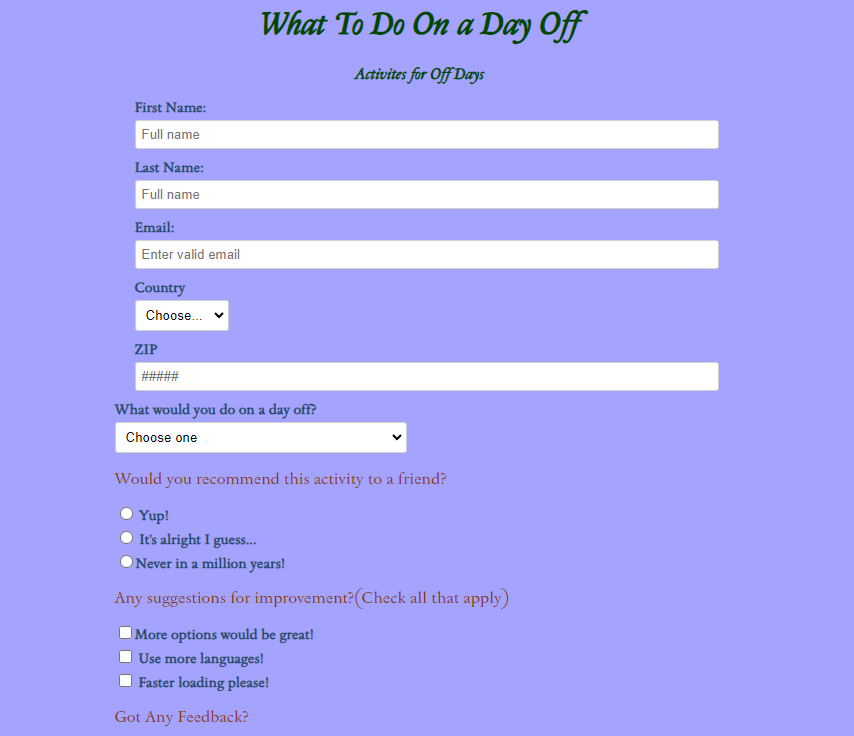 What To Do On a Day Off
Activites for Off Days
First Name:
Full name
Last Name:
Full name
Email:
Enter valid email
Country
Choose...
ZIP
#####
What would you do on a day off?
Choose one
Would you recommend this activity to a friend?
Yup!
It's alright I guess...
Never in a million years!
Any suggestions for improvement?(Check all that apply)
More options would be great!
Use more languages!
Faster loading please!
Got Any Feedback?